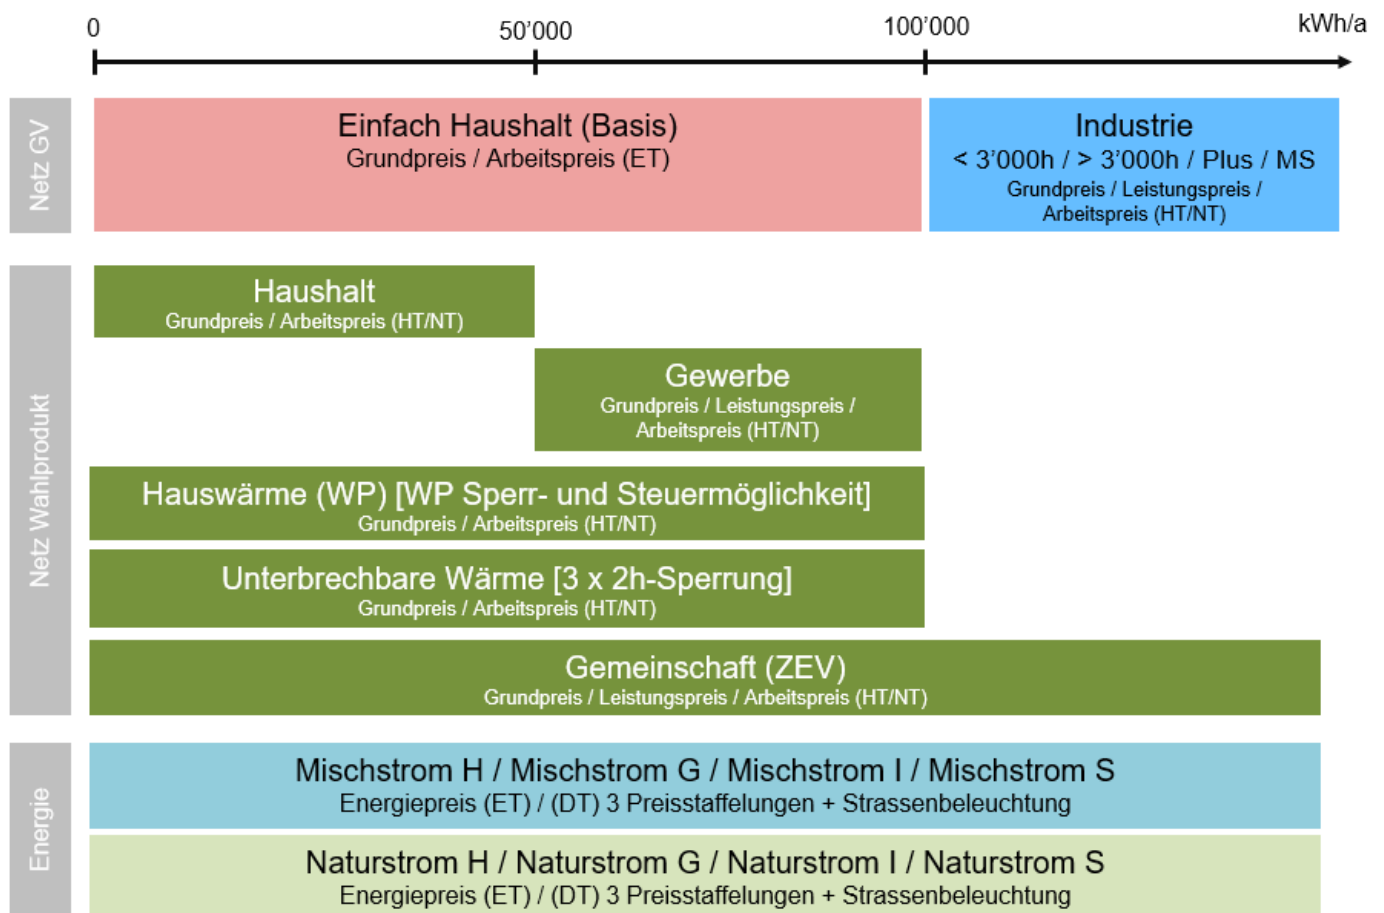 0
50’000
100’000
kWh/a
Netz GV
Einfach Haushalt (Basis)
Grundpreis / Arbeitspreis (ET)
Industrie
< 3’000h / > 3’000h / Plus / MS
Grundpreis / Leistungspreis /
Arbeitspreis (HT/NT)
Netz Wahlprodukt
Haushalt
Grundpreis / Arbeitspreis (HT/NT)
Gewerbe
Grundpreis / Leistungspreis /
Arbeitspreis (HT/NT)
Hauswärme (WP) [WP Sperr- und Steuermöglichkeit]
Grundpreis / Arbeitspreis (HT/NT)
Unterbrechbare Wärme [3 x 2h-Sperrung]
Grundpreis / Arbeitspreis (HT/NT)
Gemeinschaft (ZEV)
Grundpreis / Leistungspreis / Arbeitspreis (HT/NT)
Energie
Mischstrom H / Mischstrom G / Mischstrom I / Mischstrom S
Energiepreis (ET) / (DT) 3 Preisstaffelungen + Strassenbeleuchtung
Naturstrom H / Naturstrom G / Naturstrom I / Naturstrom S
Energiepreis (ET) / (DT) 3 Preisstaffelungen + Strassenbeleuchtung